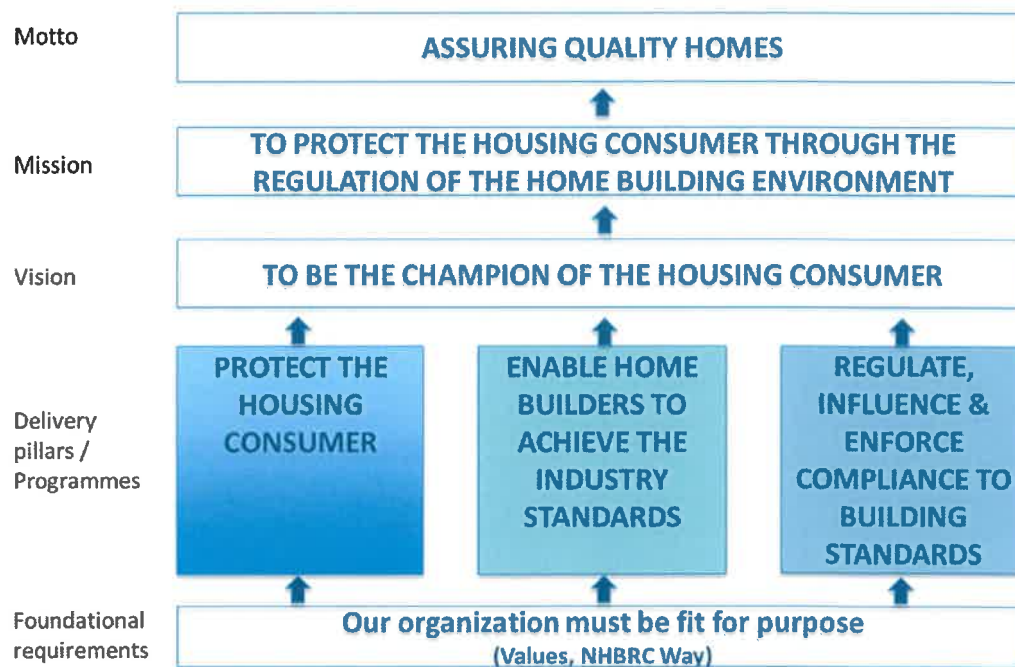 Motto
ASSURING QUALITY HOMES
Mission
TO PROTECT THE HOUSING CONSUMER THROUGH THE
REGULATION OF THE HOME BUILDING ENVIRONMENT
Vision
TO BE THE CHAMPION OF THE HOUSING CONSUMER
Delivery
pillars /
Programmes
PROTECT THE
HOUSING
CONSUMER
ENABLE HOME
BUILDERS TO
ACHIEVE THE
INDUSTRY
STANDARDS
REGULATE,
INFLUENCE &
ENFORCE
COMPLIANCE TO
BUILDING
STANDARDS
Foundational
requirements
Our organization must be fit for purpose
(Values, NHBRC Way)